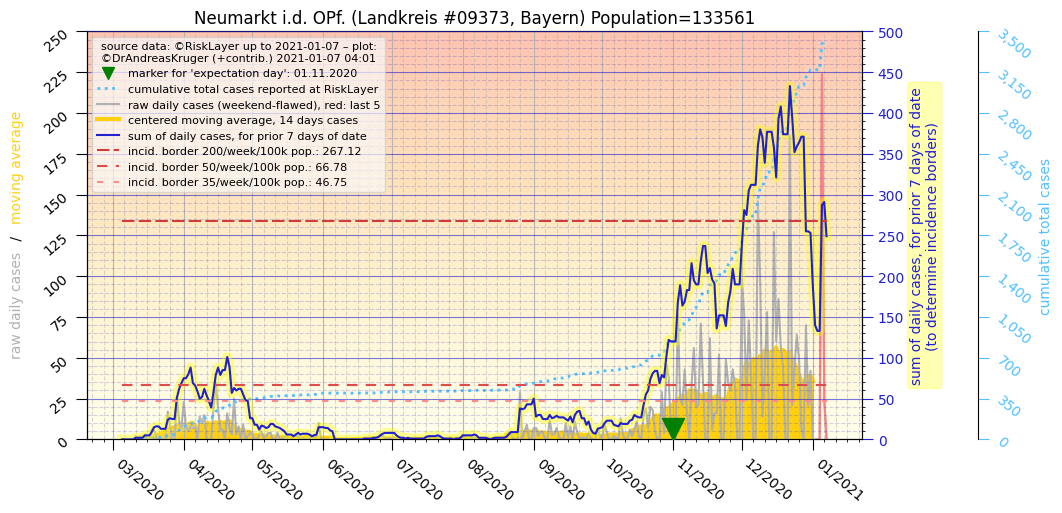 Neumarkt i.d. OPf. (Landkreis #09373, Bayern) Population=133561
source data: ©RiskLayer up to 2021-01-07 – plot:
©DrAndreasKruger (+contrib.) 2021-01-07 04:01
marker for 'expectation day': 01.11.2020
cumulative total cases reported at RiskLayer
raw daily cases (weekend-flawed), red: last 5
centered moving average, 14 days cases
sum of daily cases, for prior 7 days of date
incid. border 200/week/100k pop.: 267.12
incid. border 50/week/100k pop.: 66.78
incid. border 35/week/100k pop.: 46.75
raw daily cases / moving average
250
225
200
175
150
125
100
75
50
25
0
03/2020
04/2020
05/2020
06/2020
07/2020
08/2020
09/2020
10/2020
11/2020
12/2020
01/2021
500
450
400
350
300
250
200
150
100
50
0
sum of daily cases, for prior 7 days of date
(to determine incidence borders)
3,500
3,150
2,800
2,450
2,100
1,750
1,400
1,050
700
350
0
cumulative total cases